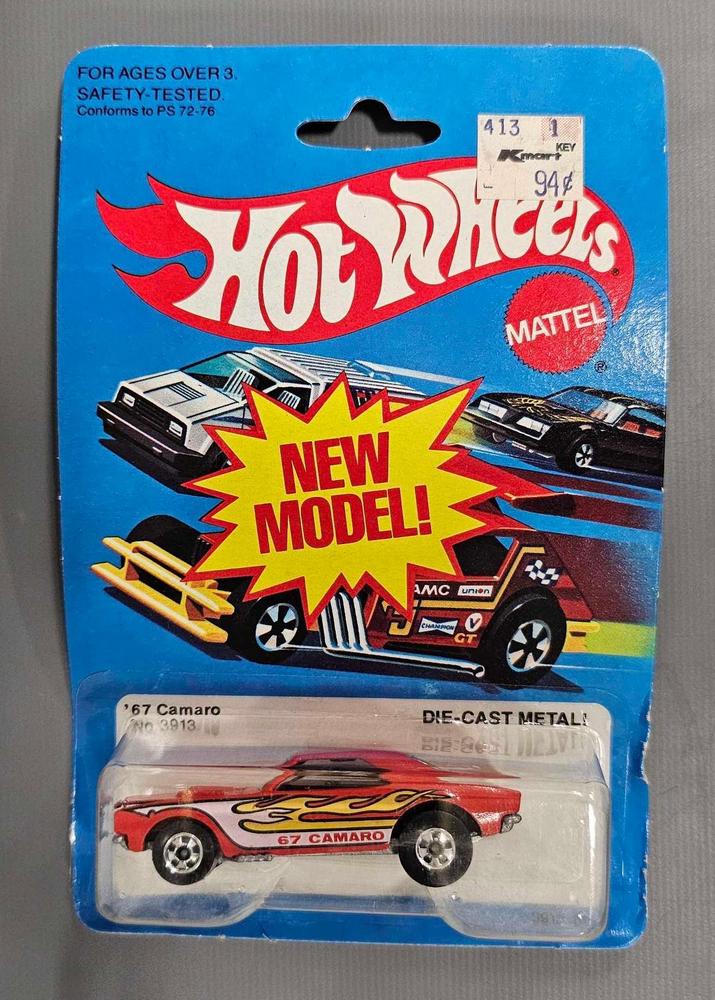 FOR AGES OVER 3.
SAFETY-TESTED.
Conforms to PS 72-76
413 1
Kmart KEY
94¢
HOT WHEELS®
MATTEL
®
NEW
MODEL!
AMC union
CHAMPION V
GT
'67 Camaro
No. 3913
DIE-CAST METAL!
67 CAMARO